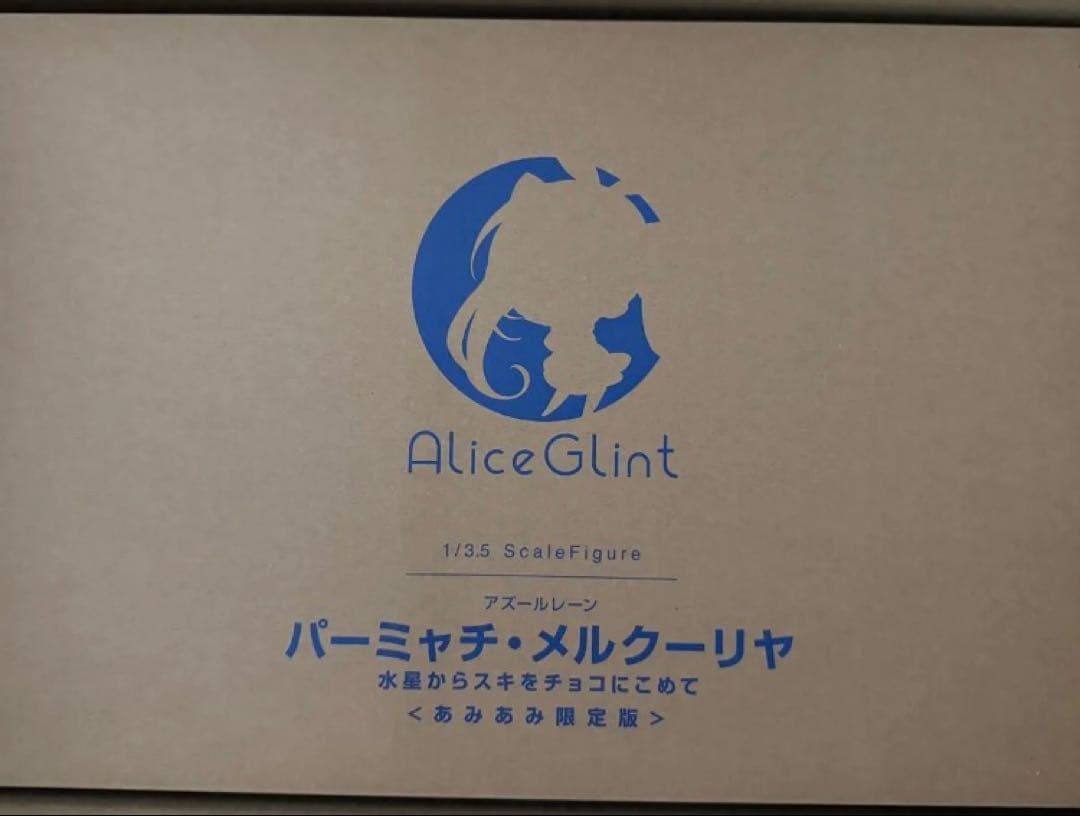 AliceGlint
1/3.5 ScaleFigure
アズールレーン
パーミャチ・メルクーリヤ
水星からスキをチョコにこめて
<あみあみ限定版>